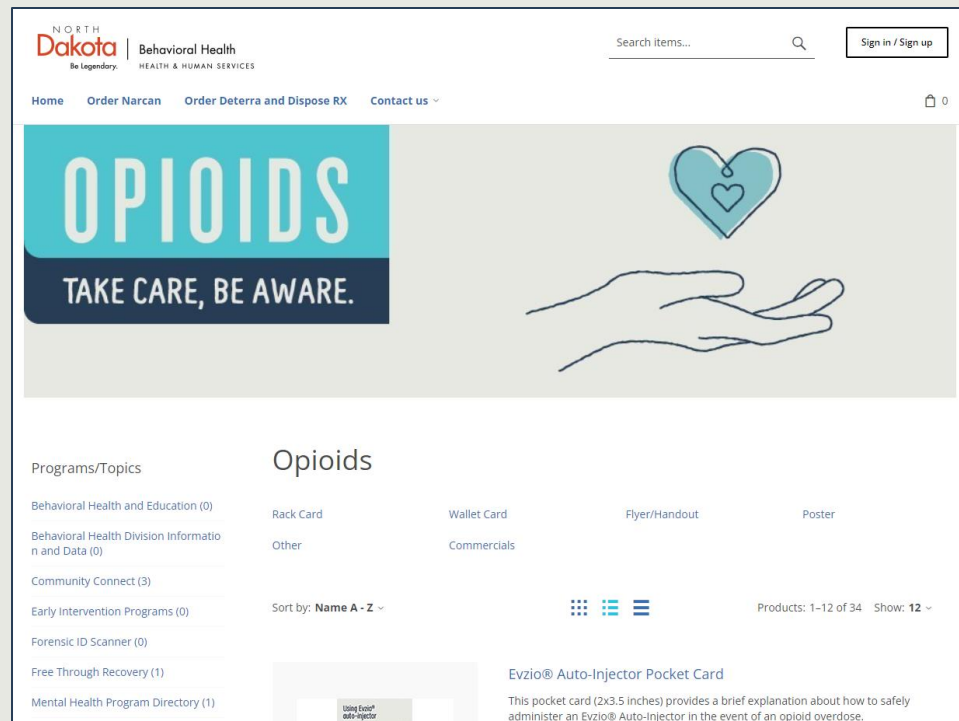 NORTH
Dakota
Be Legendary.
Behavioral Health
HEALTH & HUMAN SERVICES
Search items...
Sign in / Sign up
Home Order Narcan Order Deterra and Dispose RX Contact us
0
OPIOIDS
TAKE CARE, BE AWARE.
Programs/Topics
Behavioral Health and Education (0)
Behavioral Health Division Informatio
n and Data (0)
Community Connect (3)
Early Intervention Programs (0)
Forensic ID Scanner (0)
Free Through Recovery (1)
Mental Health Program Directory (1)
Opioids
Rack Card Wallet Card Flyer/Handout Poster
Other Commercials
Sort by: Name A - Z Products: 1–12 of 34 Show: 12
Using Evzio®
auto-injector
Evzio® Auto-Injector Pocket Card
This pocket card (2x3.5 inches) provides a brief explanation about how to safely
administer an Evzio® Auto-Injector in the event of an opioid overdose.